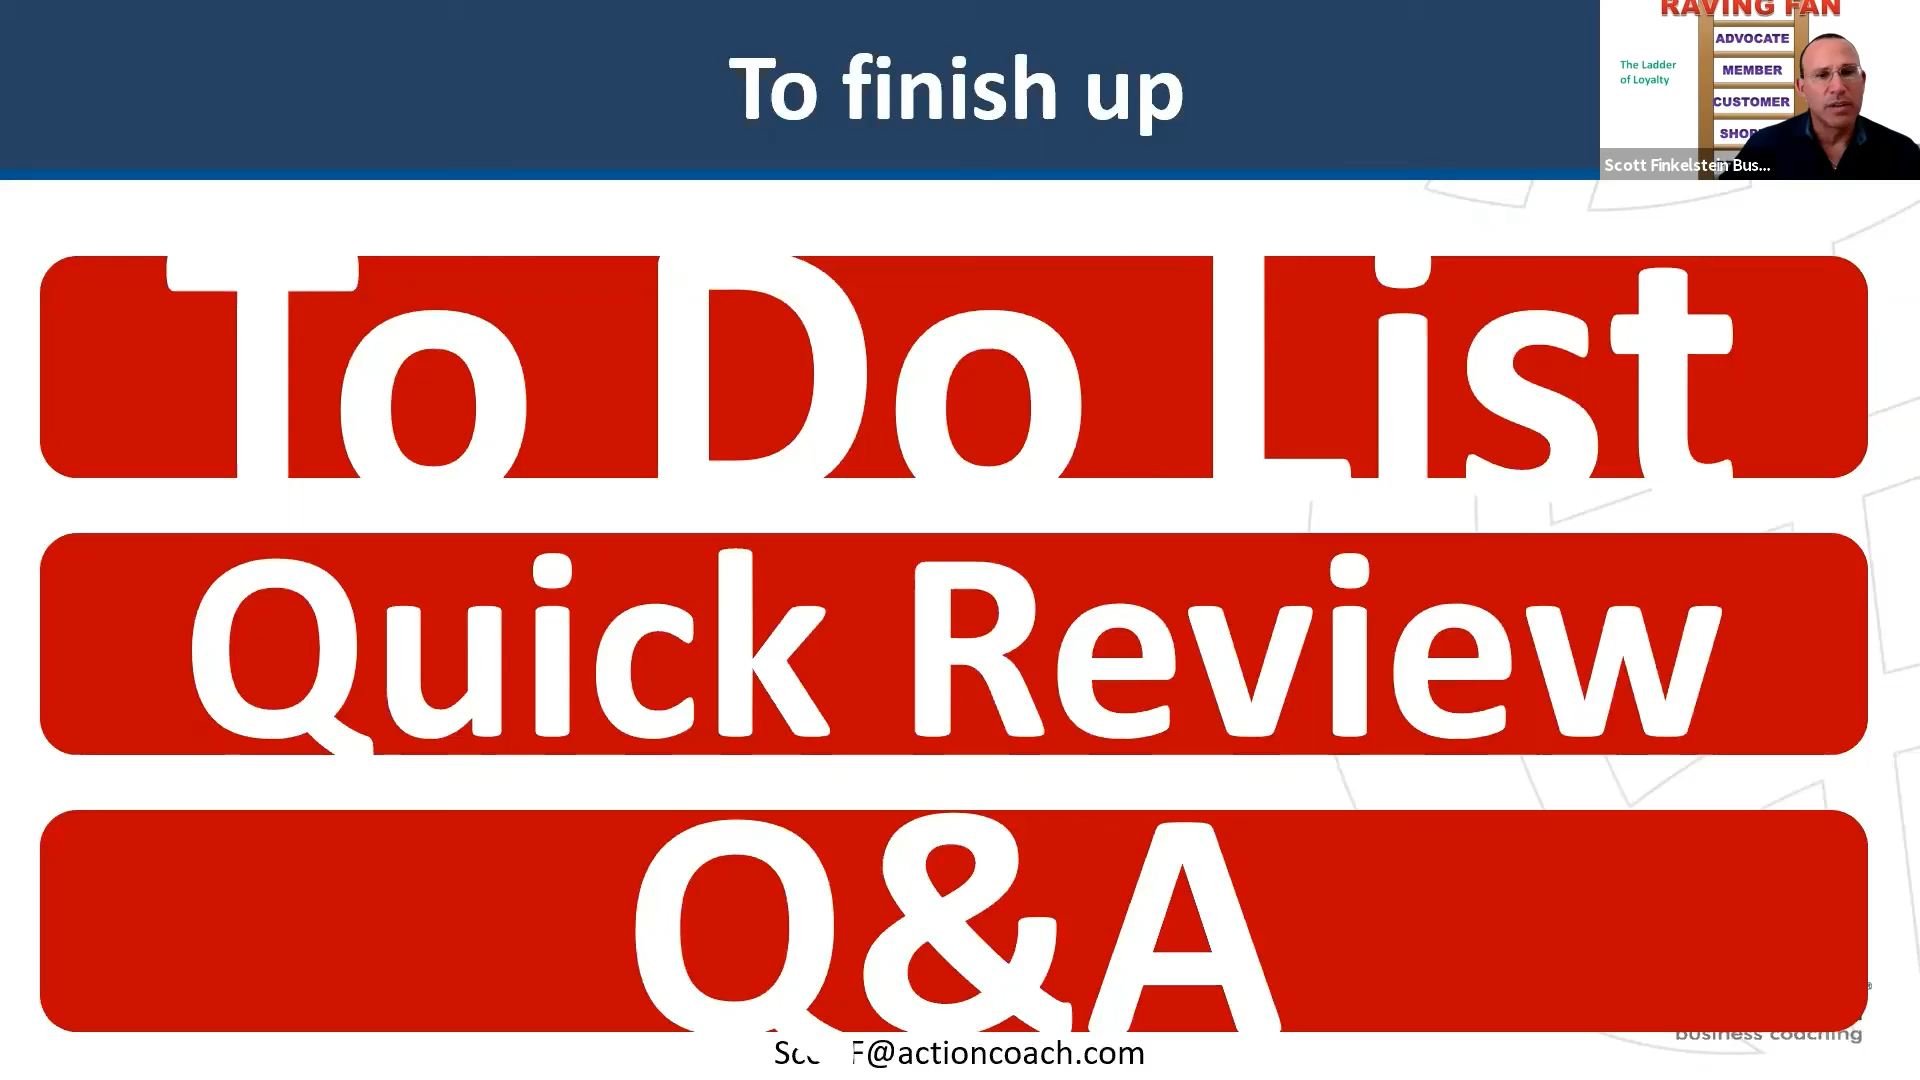 To finish up
RAVING FAN
ADVOCATE
The Ladder
of Loyalty
MEMBER
CUSTOMER
Scott Finkelstein Bus...
To Do List
Quick Review
Q&A
business coaching
F@actioncoach.com